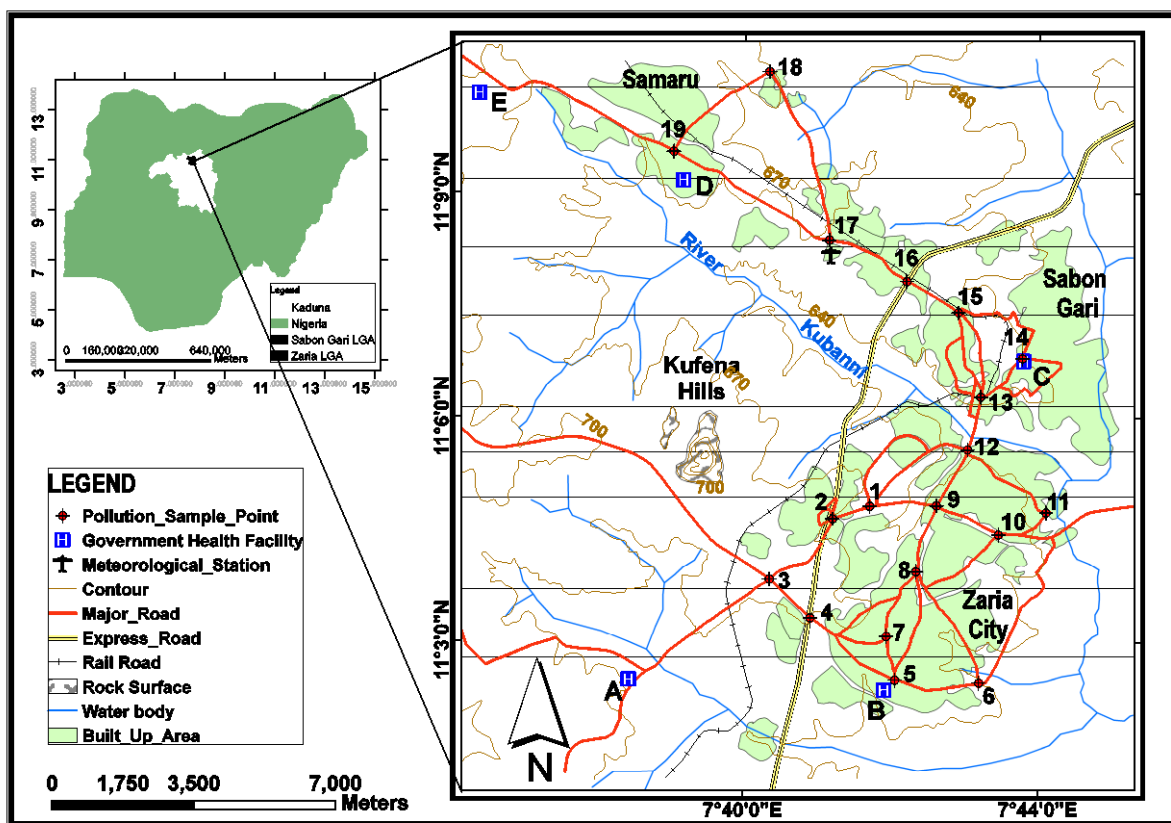 13
11
9
7
5
3
3
5
7
9
11
13
15
Legend
Kaduna
Nigeria
Sabon Gari LGA
Zaria LGA
0 160,000 320,000 640,000
Meters
LEGEND
Pollution_Sample_Point
Government Health Facility
Meteorological_Station
Contour
Major_Road
Express_Road
Rail Road
Rock Surface
Water body
Built_Up_Area
0 1,750 3,500 7,000
Meters
11°9'0"N
11°6'0"N
11°3'0"N
7°40'0"E
7°44'0"E
Samaru
18
H
E
640
19
H
D
670
17
River
16
Sabon
Gari
15
640
Kubanni
14
H
C
Kufena
Hills
670
13
700
12
700
2
1
9
11
10
3
8
Zaria
City
4
7
A
H
5
6
H
B
N